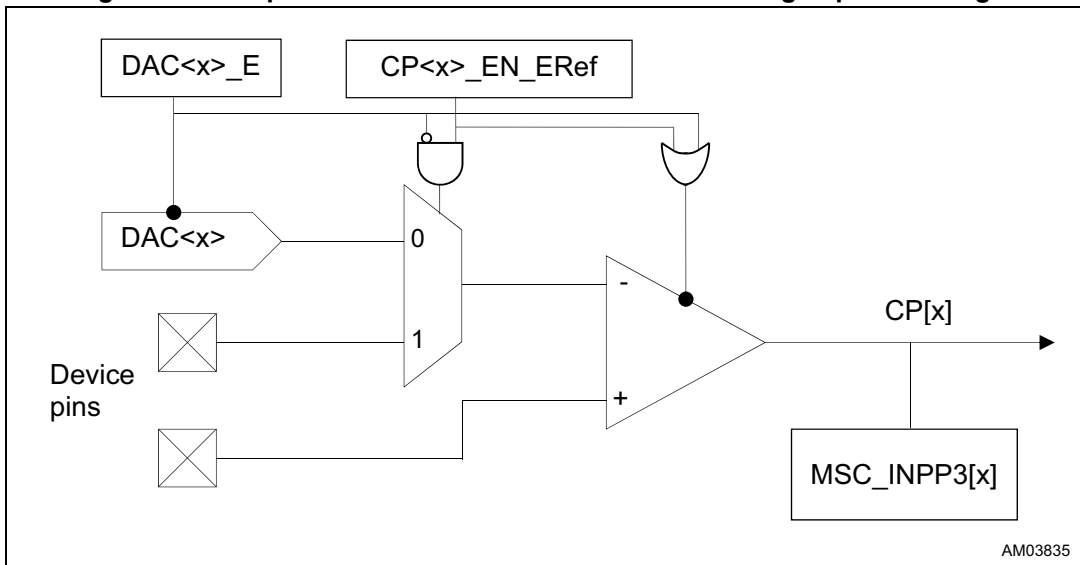 DAC<x>_E
CP<x>_EN_ERef
DAC<x>
0
1
-
+
CP[x]
Device
pins
MSC_INPP3[x]
AM03835